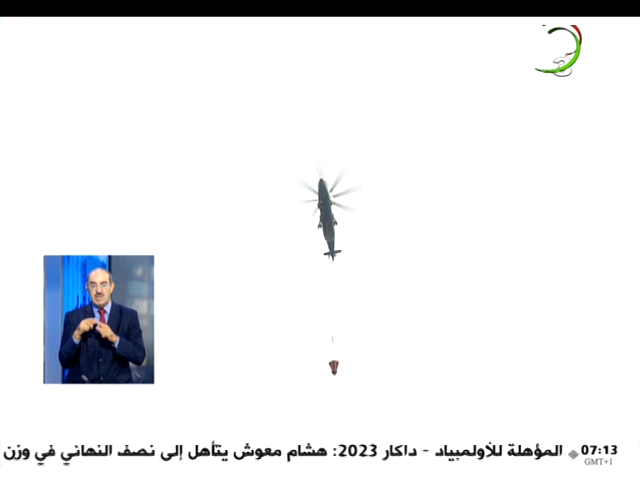 المؤهلة للأولمبياد - داكار 2023: هشام معوش يتأهل إلى نصف النهائي في وزن
07:13
GMT+1